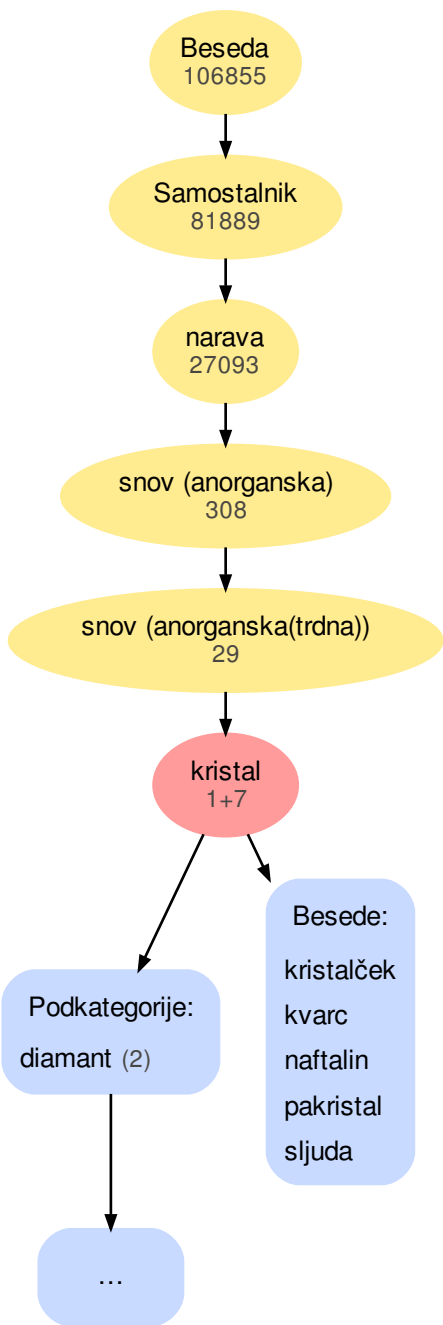 Beseda
106855
Samostalnik
81889
narava
27093
snov (anorganska)
308
snov (anorganska(trdna))
29
kristal
1+7
Besede:
kristalček
kvarc
naftalin
pakristal
sljuda
Podkategorije:
diamant (2)
...